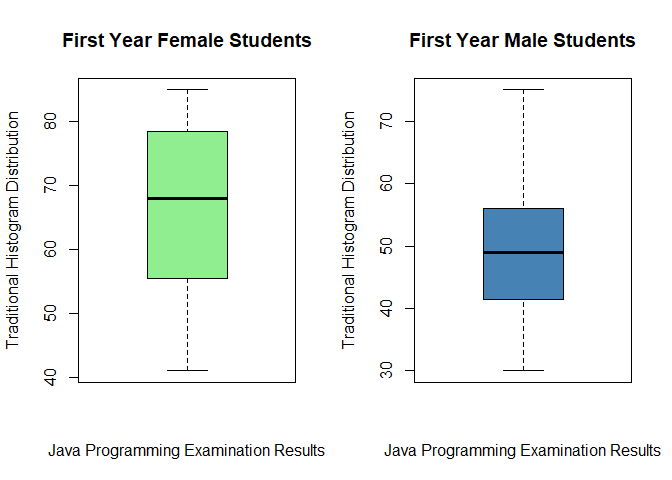 First Year Female Students
Traditional Histogram Distribution
80
70
60
50
40
Java Programming Examination Results
First Year Male Students
Traditional Histogram Distribution
70
60
50
40
30
Java Programming Examination Results